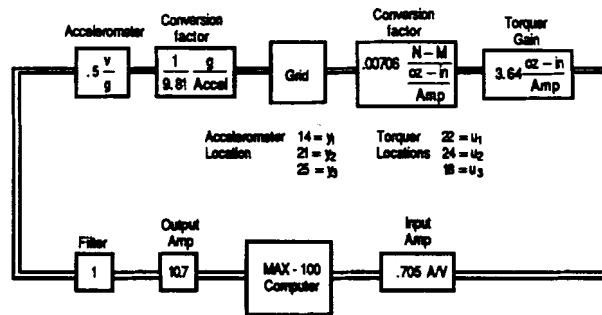 Accelerometer
.5 v/g
Conversion
factor
1/9.81 g/Accel
Grid
Conversion
factor
.00706 N - M / oz - in / Amp
Torquer
Gain
3.64 oz - in / Amp
Accelerometer 14 = y₁
Location 21 = y₂
25 = y₃
Torquer 22 = u₁
Locations 24 = u₂
18 = u₃
Filter
1
Output
Amp
10.7
MAX - 100
Computer
Input
Amp
.705 A/V